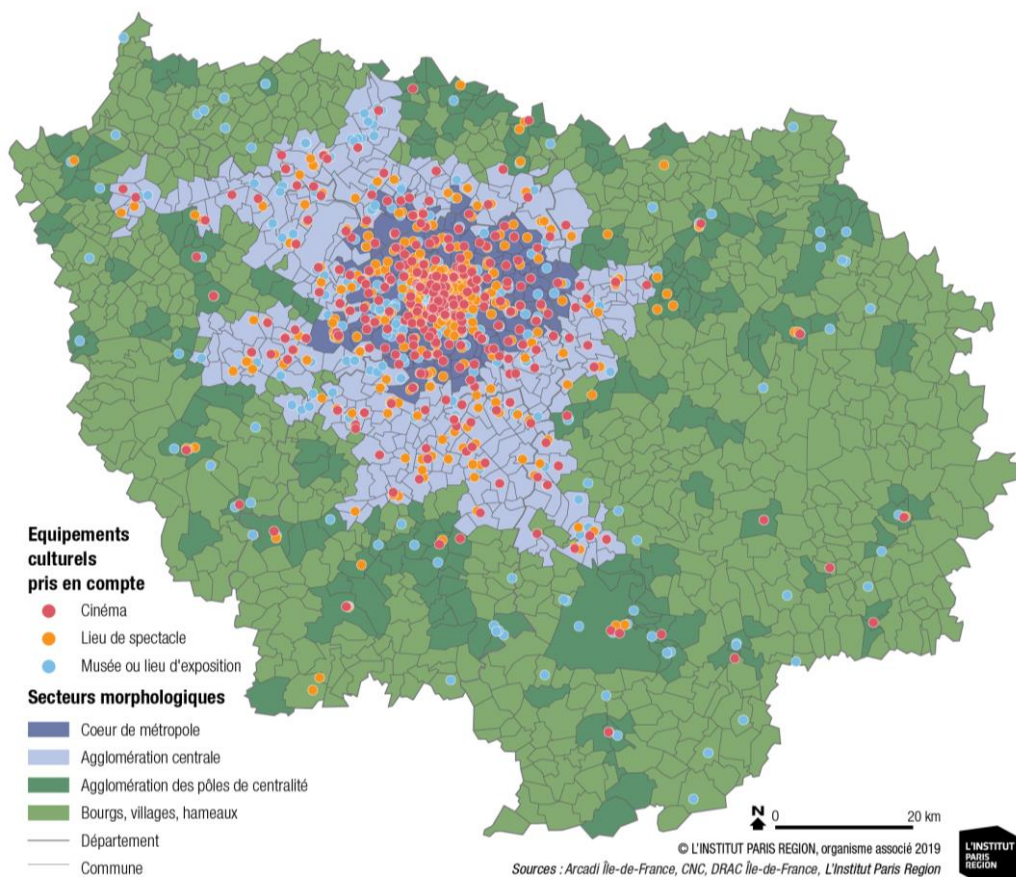 Equipements
culturels
pris en compte
Cinéma
Lieu de spectacle
Musée ou lieu d'exposition
Secteurs morphologiques
Coeur de métropole
Agglomération centrale
Agglomération des pôles de centralité
Bourgs, villages, hameaux
Département
Commune
N
0 20 km
© L'INSTITUT PARIS REGION, organisme associé 2019
Sources : Arcadi Île-de-France, CNC, DRAC Île-de-France, L'Institut Paris Region
L'INSTITUT
PARIS
REGION